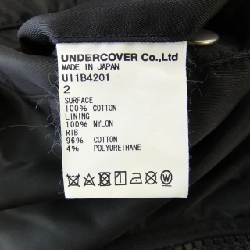 UNDERCOVER Co.,Ltd
MADE IN JAPAN
U11B4201
2
SURFACE
100% COTTON
LINING
100% NYLON
RIB
96% COTTON
4% POLYURETHANE